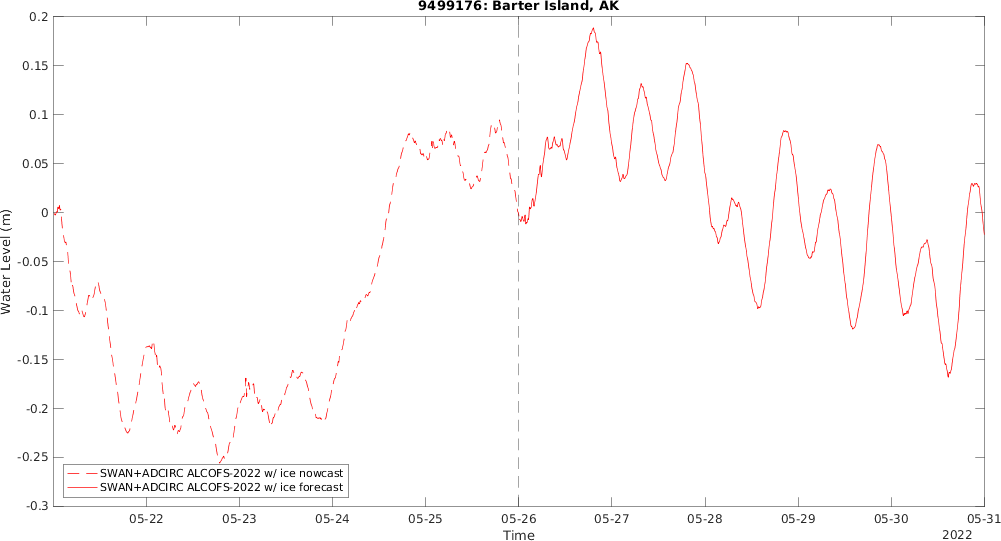 9499176: Barter Island, AK
0.2
0.15
0.1
0.05
0
-0.05
-0.1
-0.15
-0.2
-0.25
-0.3
Water Level (m)
SWAN+ADCIRC ALCOFS-2022 w/ ice nowcast
SWAN+ADCIRC ALCOFS-2022 w/ ice forecast
05-22 05-23 05-24 05-25 05-26 05-27 05-28 05-29 05-30 05-31
Time
2022